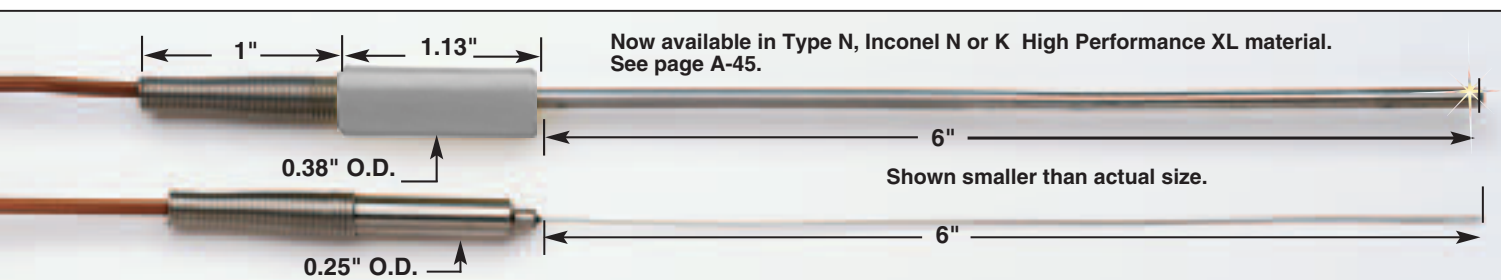 1"
1.13"
Now available in Type N, Inconel N or K High Performance XL material.
See page A-45.
6"
0.38" O.D.
Shown smaller than actual size.
6"
0.25" O.D.